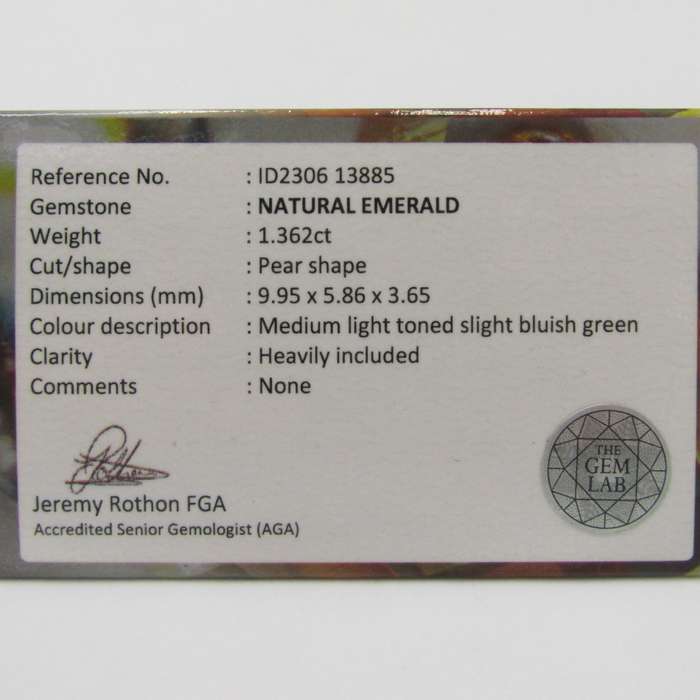 Reference No. : ID2306 13885
Gemstone : NATURAL EMERALD
Weight : 1.362ct
Cut/shape : Pear shape
Dimensions (mm) : 9.95 x 5.86 x 3.65
Colour description : Medium light toned slight bluish green
Clarity : Heavily included
Comments : None
Jeremy Rothon FGA
Accredited Senior Gemologist (AGA)
THE
GEM
LAB